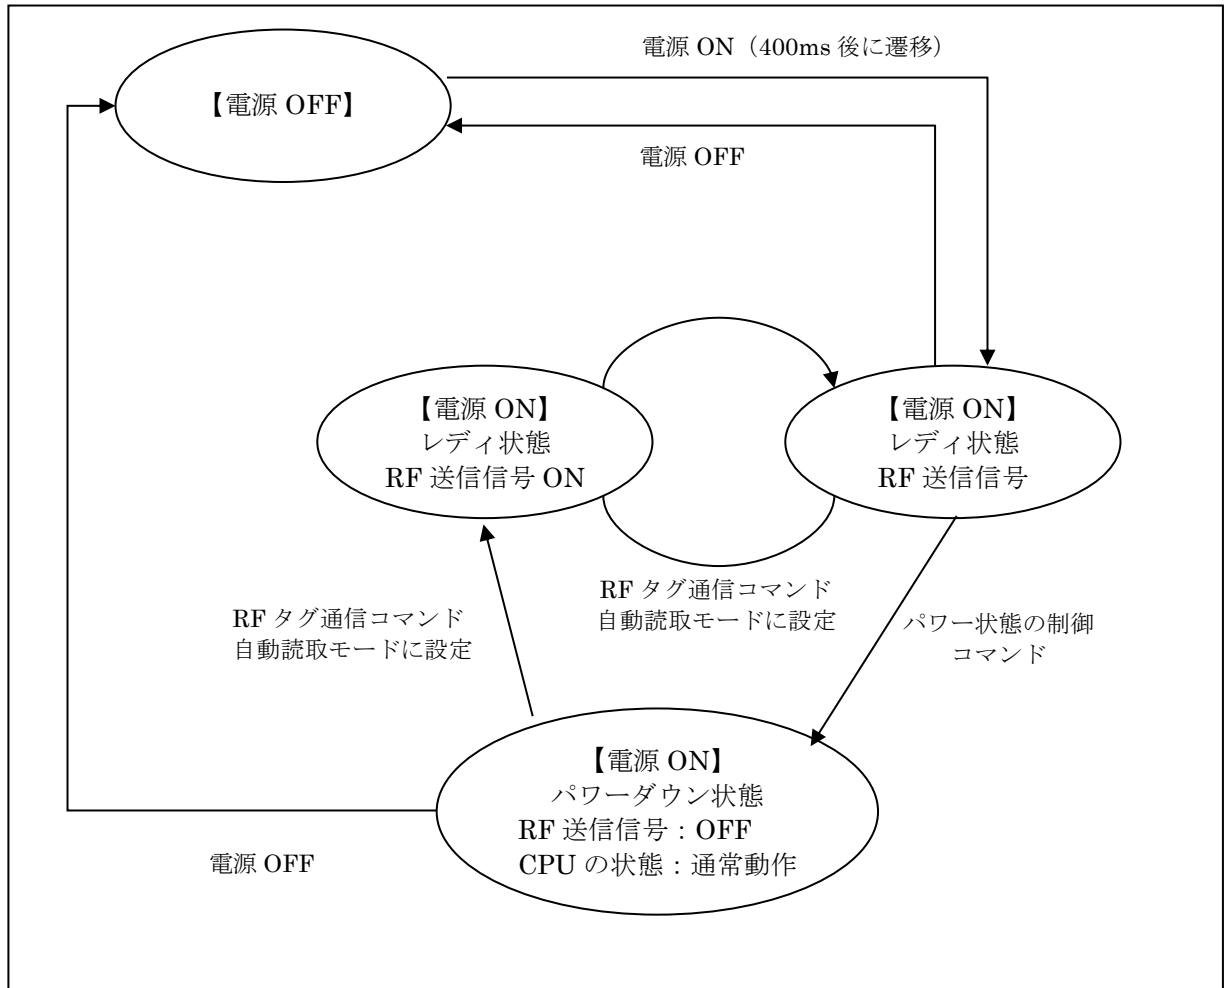 電源 ON（400ms 後に遷移）
【電源 OFF】
電源 OFF
【電源 ON】
レディ状態
RF 送信信号 ON
【電源 ON】
レディ状態
RF 送信信号
RF タグ通信コマンド
自動読取モードに設定
RF タグ通信コマンド
自動読取モードに設定
パワー状態の制御
コマンド
【電源 ON】
パワーダウン状態
RF 送信信号：OFF
CPU の状態：通常動作
電源 OFF